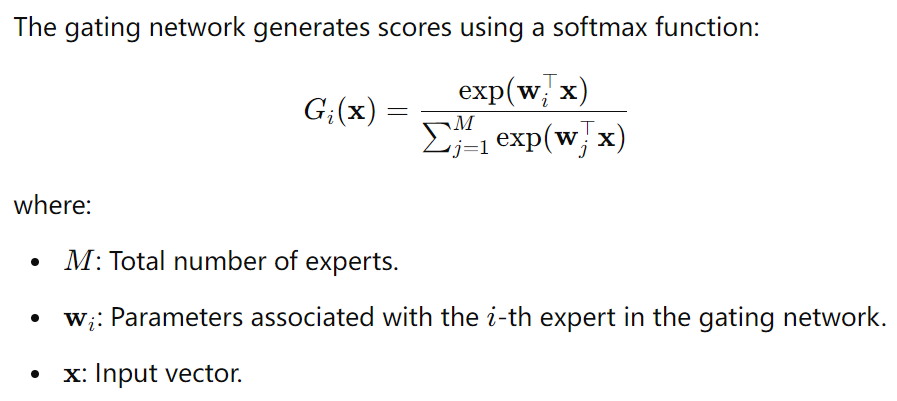 The gating network generates scores using a softmax function:
$G_i(\mathbf{x}) = \frac{\exp(\mathbf{w}_i^\top \mathbf{x})}{\sum_{j=1}^{M} \exp(\mathbf{w}_j^\top \mathbf{x})}$
where:
• $M$: Total number of experts.
• $\mathbf{w}_i$: Parameters associated with the $i$-th expert in the gating network.
• $\mathbf{x}$: Input vector.